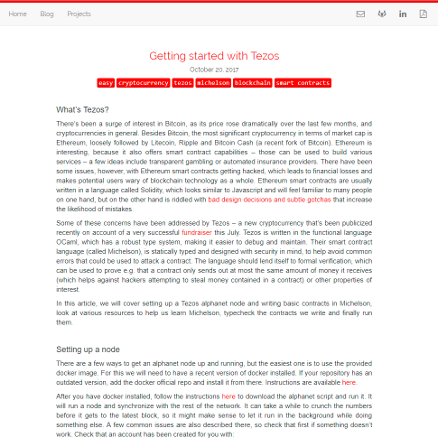 Home Blog Projects
Getting started with Tezos
October 20, 2017
easy cryptocurrency tezos michelson blockchain smart contracts
What's Tezos?
There's been a surge of interest in Bitcoin, as its price rose dramatically over the last few months, and
cryptocurrencies in general. Besides Bitcoin, the most significant cryptocurrency in terms of market cap is
Ethereum, loosely followed by Litecoin, Ripple and Bitcoin Cash (a recent fork of Bitcoin). Ethereum is
interesting, because it also offers smart contract capabilities – those can be used to build various
services – a few ideas include transparent gambling or automated insurance providers. There have been
some issues, however, with Ethereum smart contracts getting hacked, which leads to financial losses and
makes potential users wary of blockchain technology as a whole. Ethereum smart contracts are usually
written in a language called Solidity, which looks similar to Javascript and will feel familiar to many people
on one hand, but on the other hand is riddled with bad design decisions and subtle gotchas that increase
the likelihood of mistakes.
Some of these concerns have been addressed by Tezos – a new cryptocurrency that's been publicized
recently on account of a very successful fundraiser this July. Tezos is written in the functional language
OCaml, which has a robust type system, making it easier to debug and maintain. Their smart contract
language (called Michelson), is statically typed and designed with security in mind, to help avoid common
errors that could be used to attack a contract. The language should lend itself to formal verification, which
can be used to prove e.g. that a contract only sends out at most the same amount of money it receives
(which helps against hackers attempting to steal money contained in a contract) or other properties of
interest.
In this article, we will cover setting up a Tezos alphanet node and writing basic contracts in Michelson,
look at various resources to help us learn Michelson, typecheck the contracts we write and finally run
them.
Setting up a node
There are a few ways to get an alphanet node up and running, but the easiest one is to use the provided
docker image. For this we will need to have a recent version of docker installed. If your repository has an
outdated version, add the docker official repo and install it from there. Instructions are available here.
After you have docker installed, follow the instructions here to download the alphanet script and run it. It
will run a node and synchronize with the rest of the network. It can take a while to crunch the numbers
before it gets to the latest block, so it might make sense to let it run in the background while doing
something else. A few common issues are also described there, so check that first if something doesn't
work. Check that an account has been created for you with: